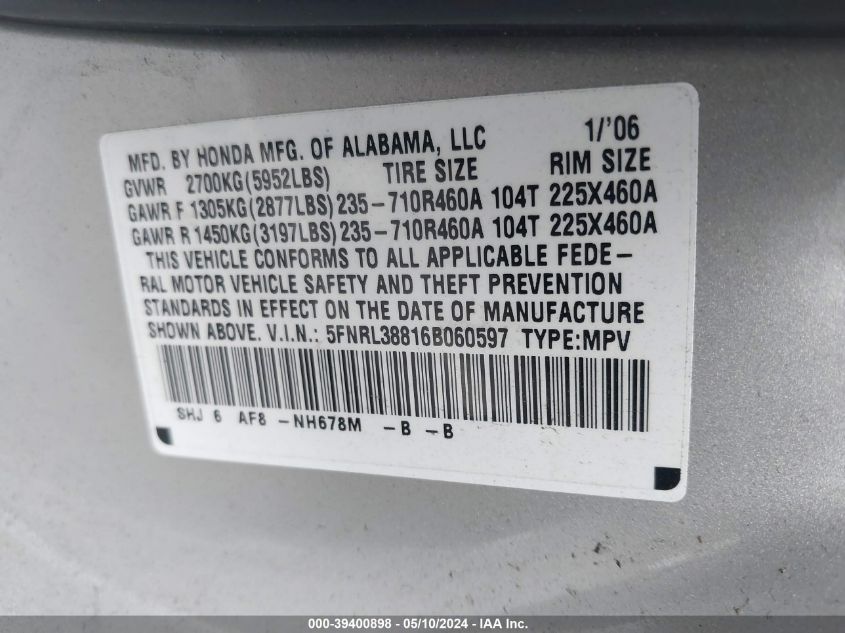 MFD. BY HONDA MFG. OF ALABAMA, LLC 1/'06
GVWR 2700KG(5952LBS) TIRE SIZE RIM SIZE
GAWR F 1305KG(2877LBS) 235-710R460A 104T 225X460A
GAWR R 1450KG(3197LBS) 235-710R460A 104T 225X460A
THIS VEHICLE CONFORMS TO ALL APPLICABLE FEDE-
RAL MOTOR VEHICLE SAFETY AND THEFT PREVENTION
STANDARDS IN EFFECT ON THE DATE OF MANUFACTURE
SHOWN ABOVE. V.I.N.: 5FNRL38816B060597 TYPE:MPV
SHJ 6 AF8 -NH678M -B -B
000-39400898 - 05/10/2024 - IAA Inc.